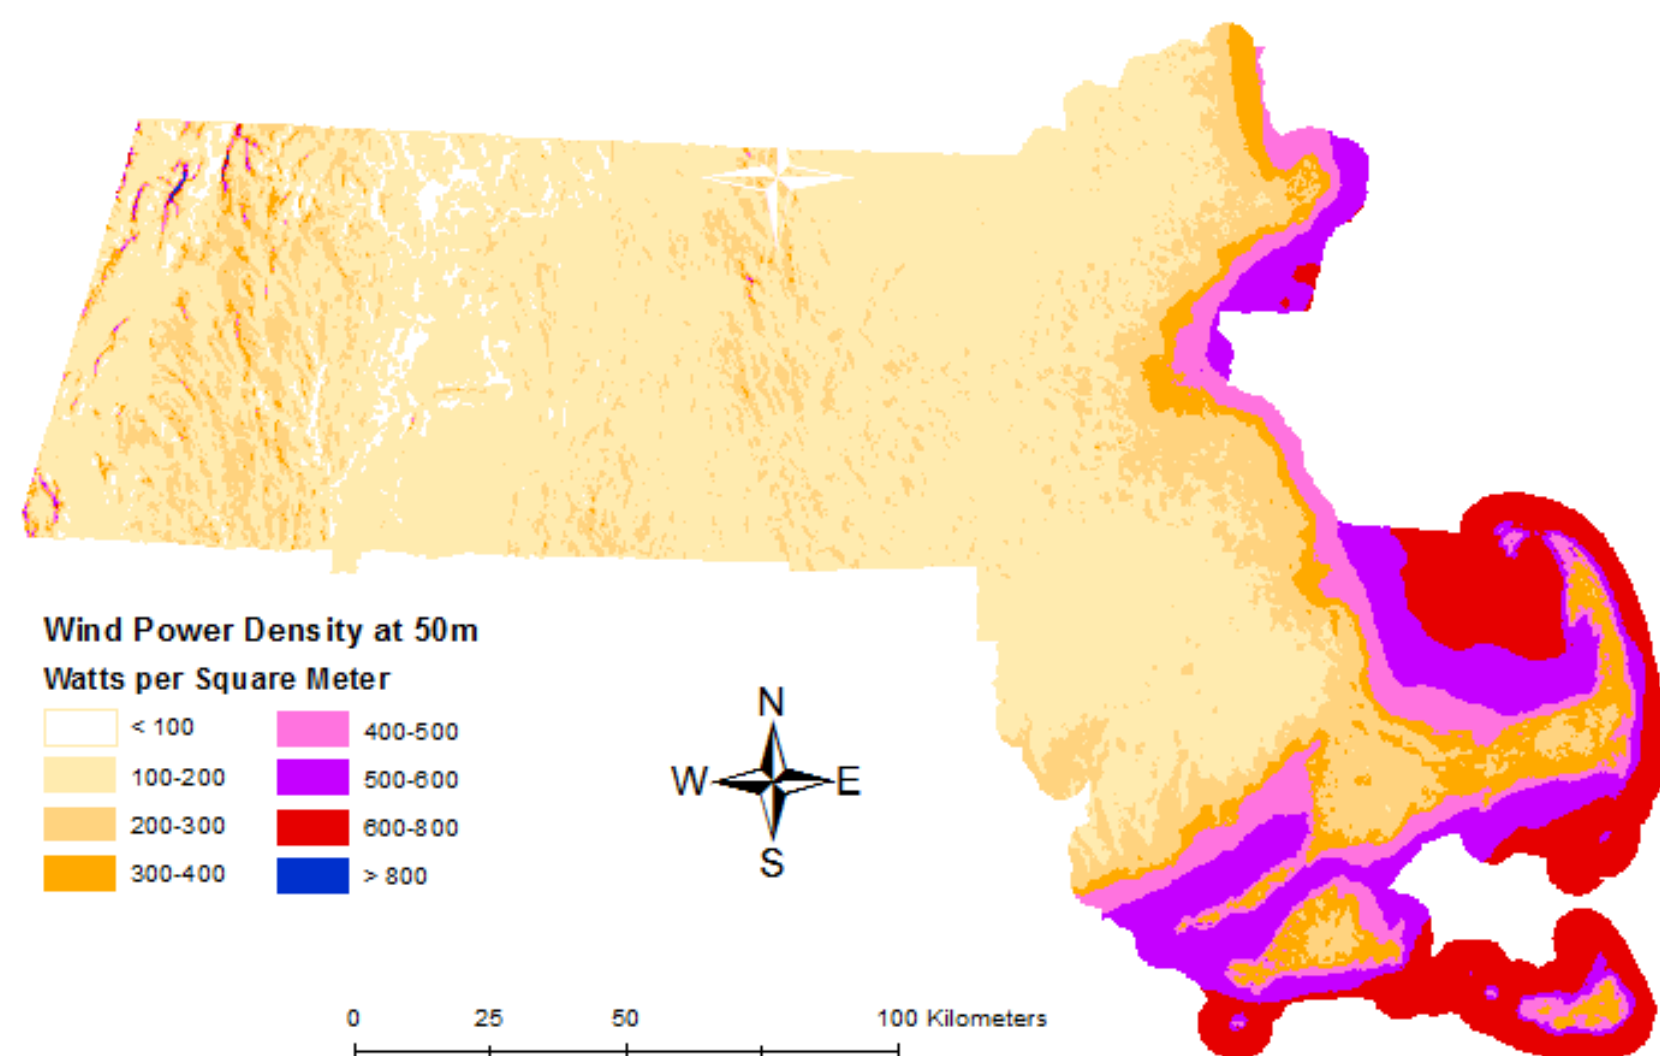 Wind Power Density at 50m
Watts per Square Meter
< 100
100-200
200-300
300-400
400-500
500-600
600-800
> 800
N
W
E
S
0 25 50 100 Kilometers